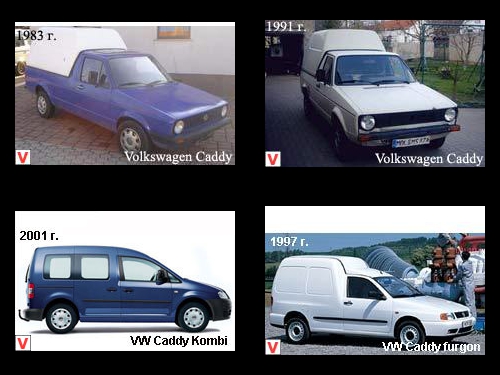 1983 г.
Volkswagen Caddy
V
1991 г.
Volkswagen Caddy
V
2001 г.
VW Caddy Kombi
V
1997 г.
VW Caddy furgon
V